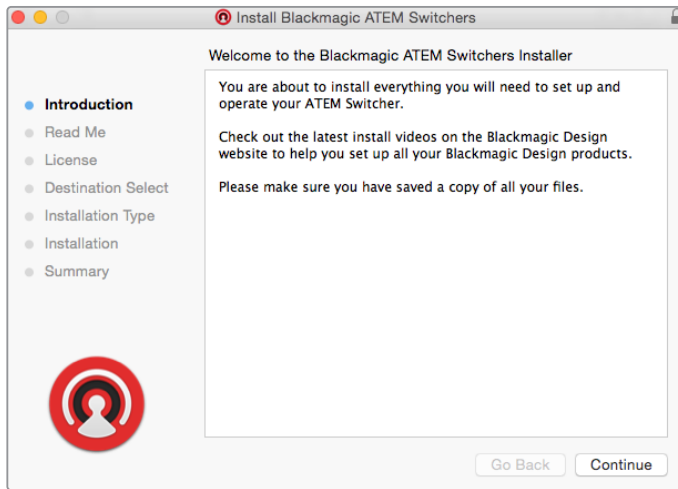 Install Blackmagic ATEM Switchers
Welcome to the Blackmagic ATEM Switchers Installer
Introduction
Read Me
License
Destination Select
Installation Type
Installation
Summary
You are about to install everything you will need to set up and
operate your ATEM Switcher.
Check out the latest install videos on the Blackmagic Design
website to help you set up all your Blackmagic Design products.
Please make sure you have saved a copy of all your files.
Go Back
Continue